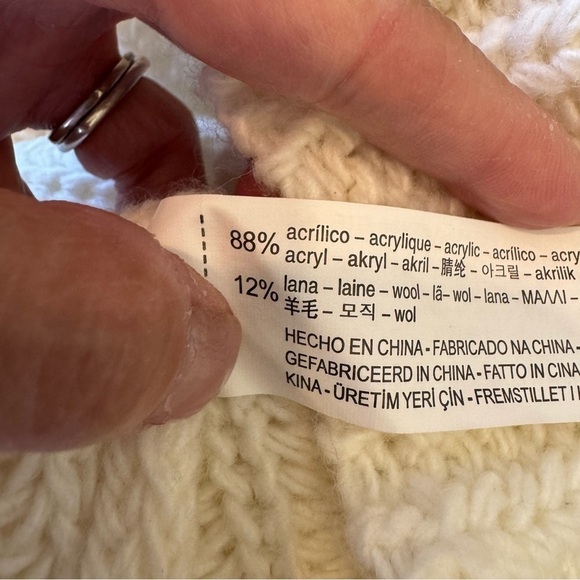 88% acrílico – acrylique – acrylic – acrílico –
acryl – akryl – akril – 腈纶 – 아크릴 – akrilik
12% lana – laine – wool – lã – wol – lana – ΜΑΛΛΙ –
羊毛 – 모직 – wol
HECHO EN CHINA - FABRICADO NA CHINA -
GEFABRICEERD IN CHINA - FATTO IN CINA
KINA - ÜRETİM YERİ ÇİN - FREMSTILLET I